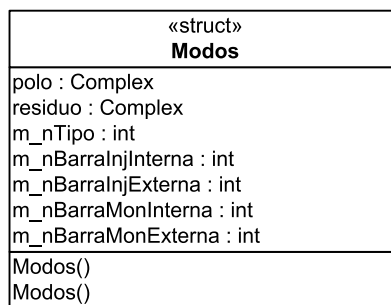 «struct»
Modos
polo : Complex
residuo : Complex
m_nTipo : int
m_nBarraInjInterna : int
m_nBarraInjExterna : int
m_nBarraMonInterna : int
m_nBarraMonExterna : int
Modos()
Modos()